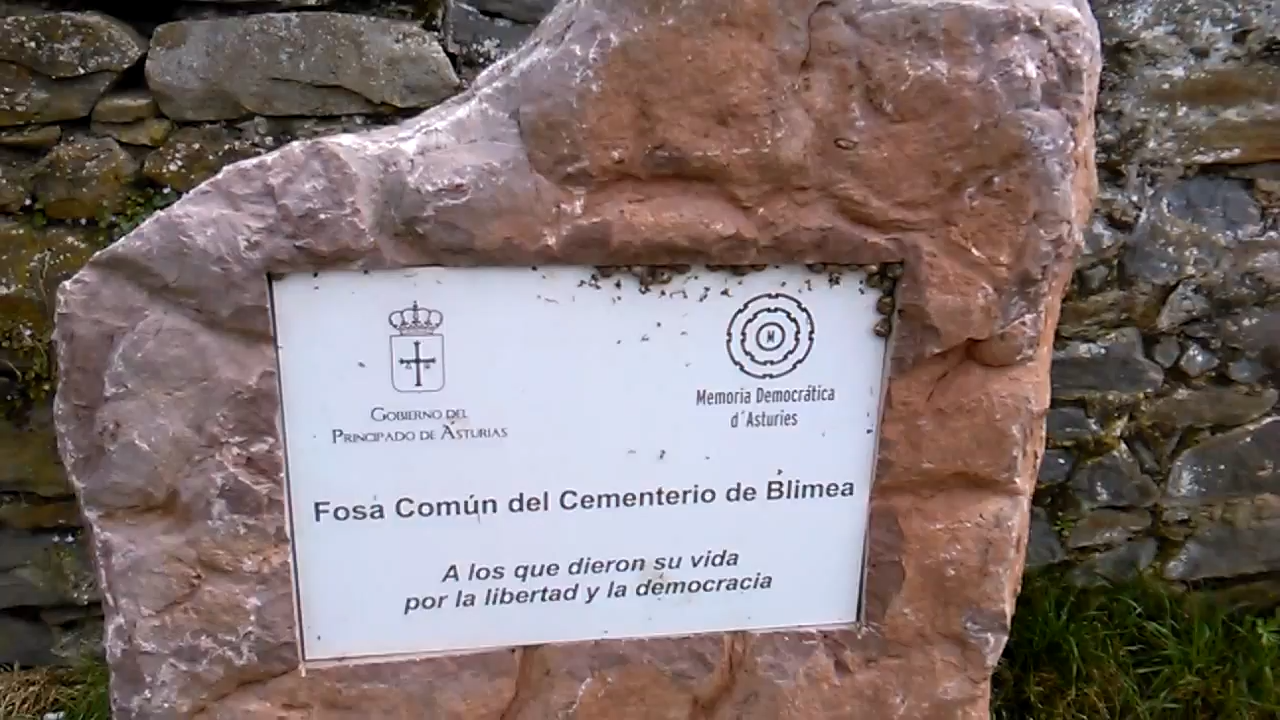 GOBIERNO DEL
PRINCIPADO DE ASTURIAS
M
Memoria Democrática
d´Asturies
Fosa Común del Cementerio de Blimea
A los que dieron su vida
por la libertad y la democracia